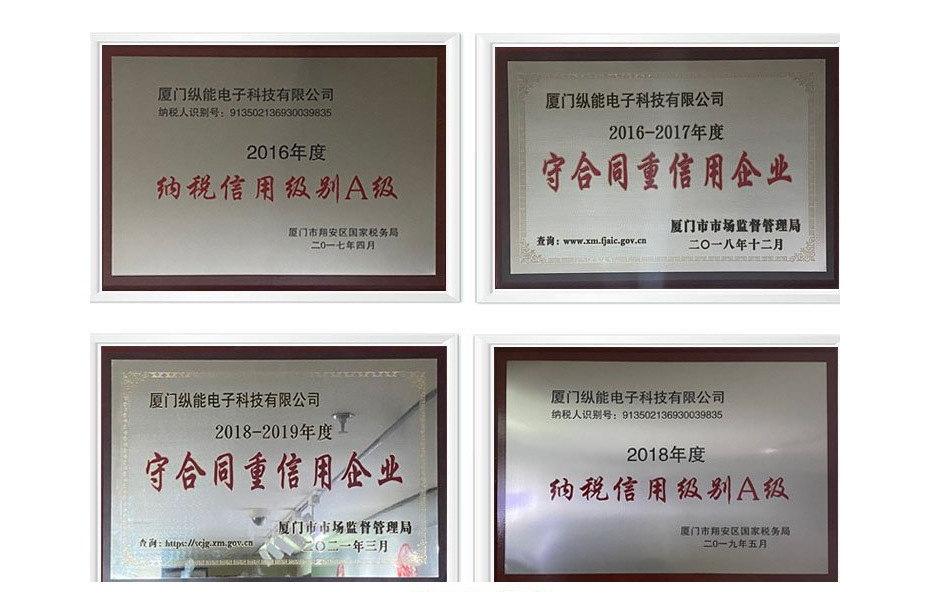 厦门纵能电子科技有限公司
纳税人识别号：913502136930039835
2016年度
纳税信用级别A级
厦门市翔安区国家税务局
二〇一七年四月
厦门纵能电子科技有限公司
2016-2017年度
守合同重信用企业
厦门市市场监督管理局
查询：www.xm.fjaic.gov.cn
二〇一八年十二月
厦门纵能电子科技有限公司
2018-2019年度
守合同重信用企业
厦门市市场监督管理局
查询：https://scjg.xm.gov.cn
二〇二一年三月
厦门纵能电子科技有限公司
纳税人识别号：913502136930039835
2018年度
纳税信用级别A级
厦门市翔安区国家税务局
二〇一九年五月